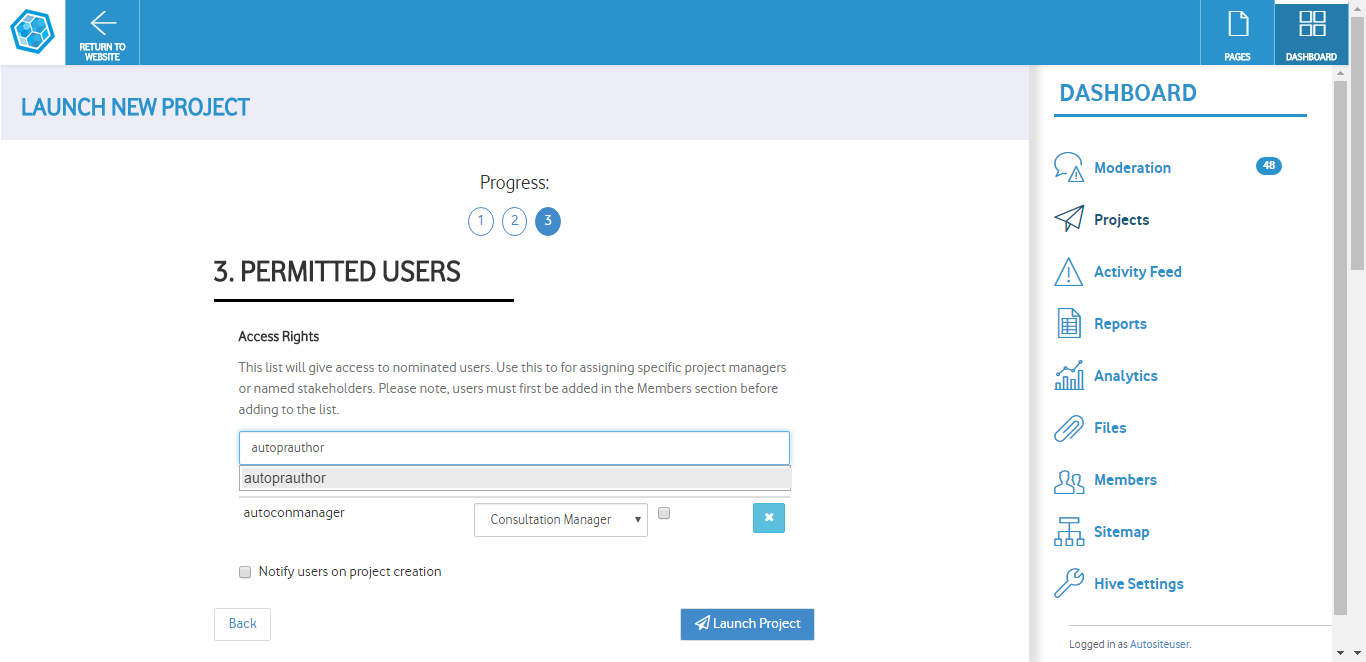 RETURN TO
WEBSITE
PAGES
DASHBOARD
LAUNCH NEW PROJECT
Progress:
1 2 3
3. PERMITTED USERS
Access Rights
This list will give access to nominated users. Use this to for assigning specific project managers
or named stakeholders. Please note, users must first be added in the Members section before
adding to the list.
autoprauthor
autoprauthor
autoconmanager Consultation Manager
Notify users on project creation
Back
Launch Project
DASHBOARD
Moderation 48
Projects
Activity Feed
Reports
Analytics
Files
Members
Sitemap
Hive Settings
Logged in as Autositeuser.